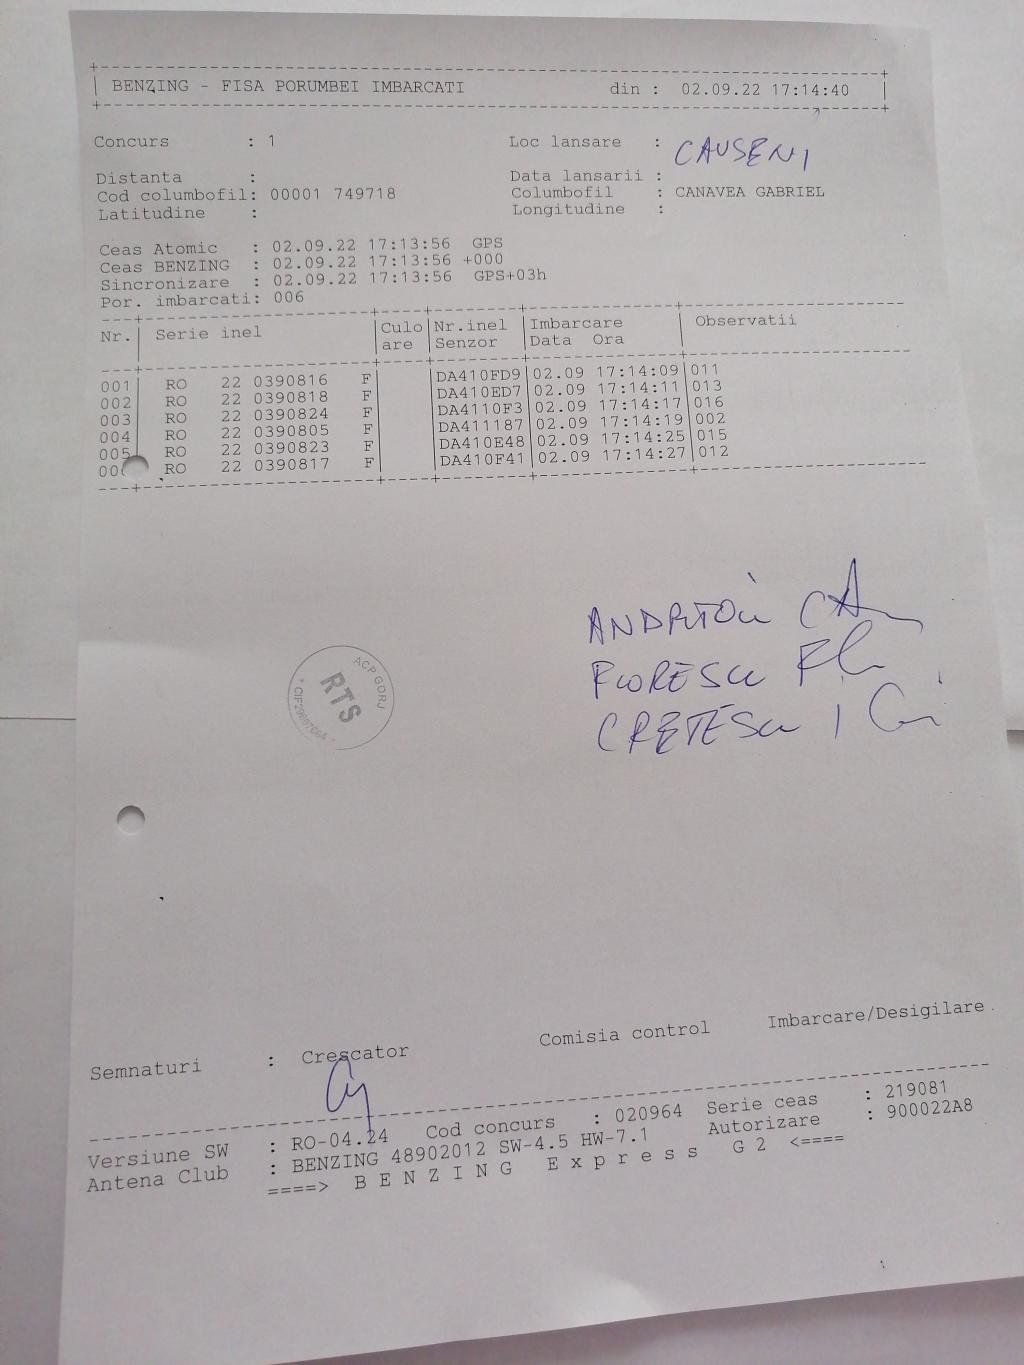 BENZING - FISA PORUMBEI IMBARCATI din : 02.09.22 17:14:40
Concurs : 1 Loc lansare : CAUSENI
Distanta : Data lansarii :
Cod columbofil: 00001 749718 Columbofil : CANAVEA GABRIEL
Latitudine : Longitudine :
Ceas Atomic : 02.09.22 17:13:56 GPS
Ceas BENZING : 02.09.22 17:13:56 +000
Sincronizare : 02.09.22 17:13:56 GPS+03h
Por. imbarcati: 006
Nr. Serie inel Culo Nr.inel Imbarcare Observatii
are Senzor Data Ora
001 RO 22 0390816 F DA410FD9 02.09 17:14:09 011
002 RO 22 0390818 F DA410ED7 02.09 17:14:11 013
003 RO 22 0390824 F DA4110F3 02.09 17:14:17 016
004 RO 22 0390805 F DA411187 02.09 17:14:19 002
005 RO 22 0390823 F DA410E48 02.09 17:14:25 015
00 RO 22 0390817 F DA410F41 02.09 17:14:27 012
FLORESCU
CRETESCU
ACP GORJ
RTS
Semnaturi : Crescator Comisia control Imbarcare/Desigilare
Versiune SW : RO-04.24 Cod concurs : 020964 Serie ceas : 219081
Antena Club : BENZING 48902012 SW-4.5 HW-7.1 Autorizare : 900022A8
====> B E N Z I N G E x p r e s s G 2 <====